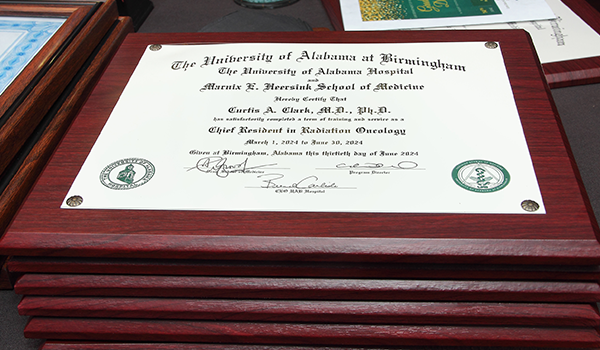 The University of Alabama at Birmingham
The University of Alabama Hospital
and
Marnix E. Heersink School of Medicine
Hereby Certify That
Curtis A. Clark, M.D., Ph.D.
has satisfactorily completed a term of training and service as a
Chief Resident in Radiation Oncology
March 1, 2024 to June 30, 2024
Given at Birmingham, Alabama this thirtieth day of June 2024
Program Director
CEO UAB Hospital